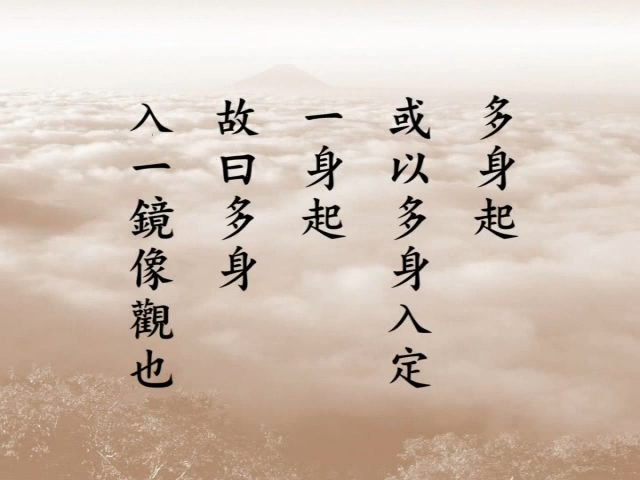 多身起
或以多身入定
一身起
故曰多身
入一鏡像觀也